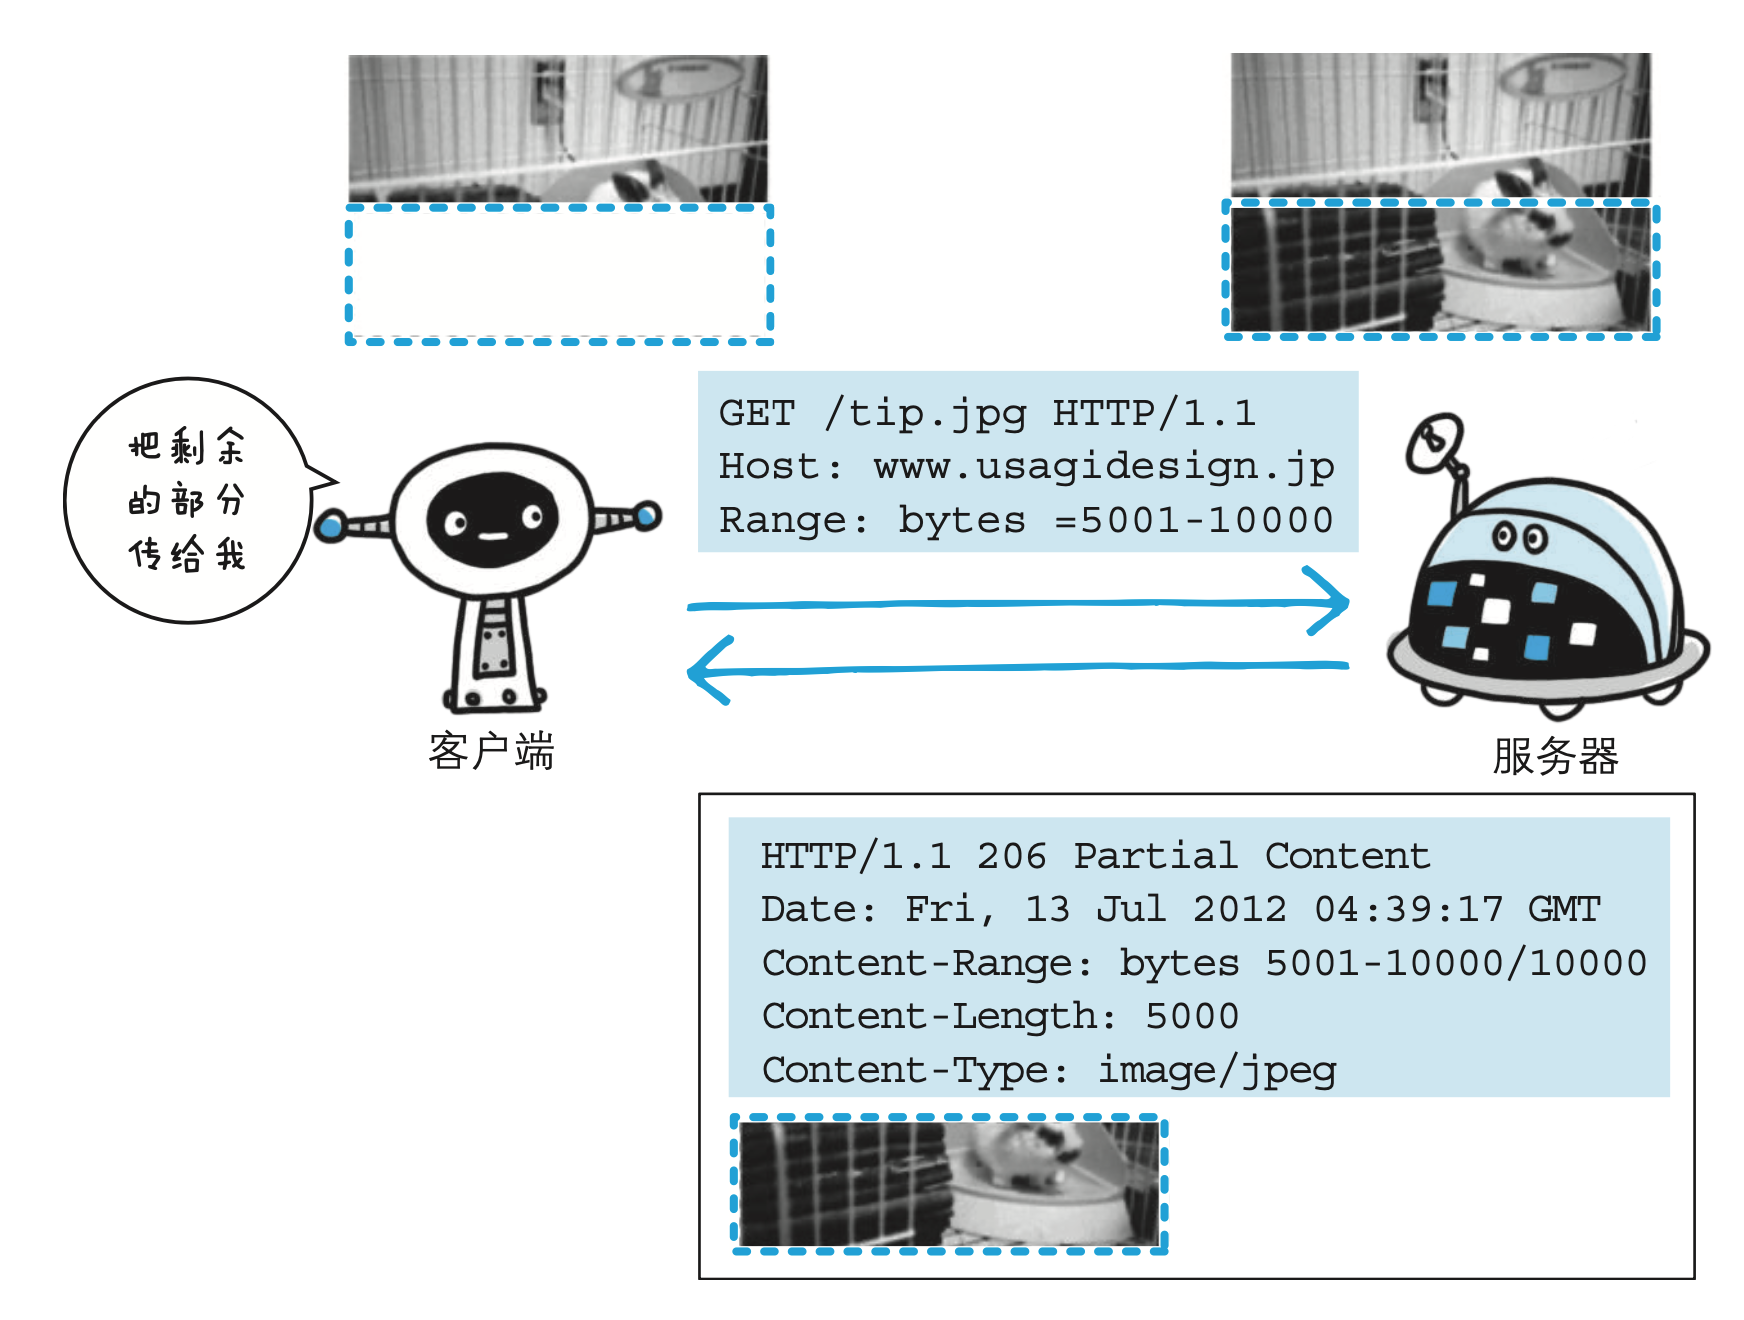 把剩余
的部分
传给我
GET /tip.jpg HTTP/1.1
Host: www.usagidesign.jp
Range: bytes =5001-10000
客户端
服务器
HTTP/1.1 206 Partial Content
Date: Fri, 13 Jul 2012 04:39:17 GMT
Content-Range: bytes 5001-10000/10000
Content-Length: 5000
Content-Type: image/jpeg